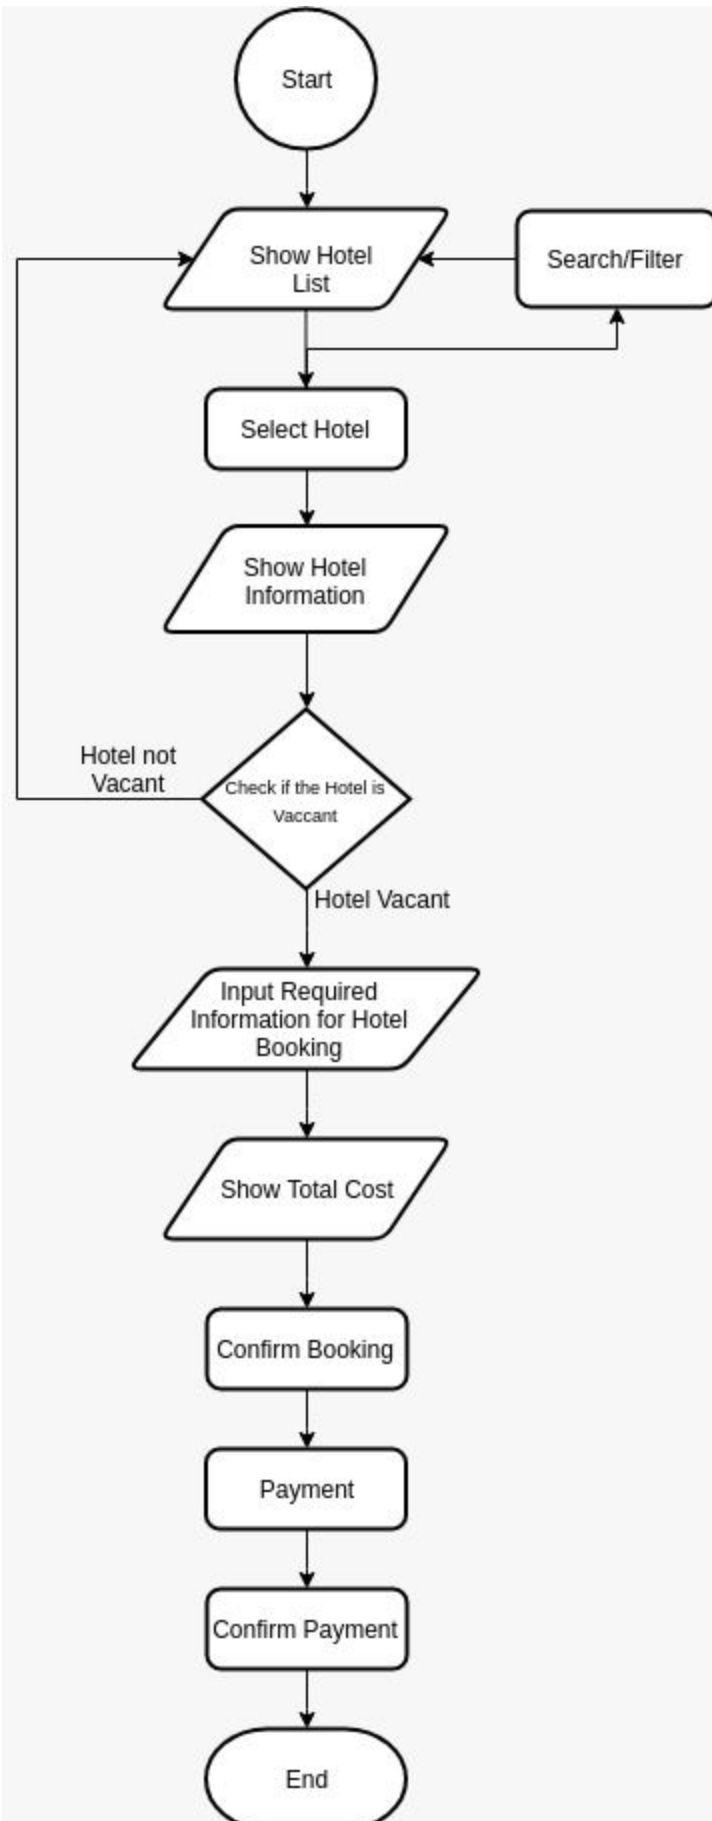 Start
Show Hotel
List
Search/Filter
Select Hotel
Show Hotel
Information
Hotel not
Vacant
Check if the Hotel is
Vaccant
Hotel Vacant
Input Required
Information for Hotel
Booking
Show Total Cost
Confirm Booking
Payment
Confirm Payment
End